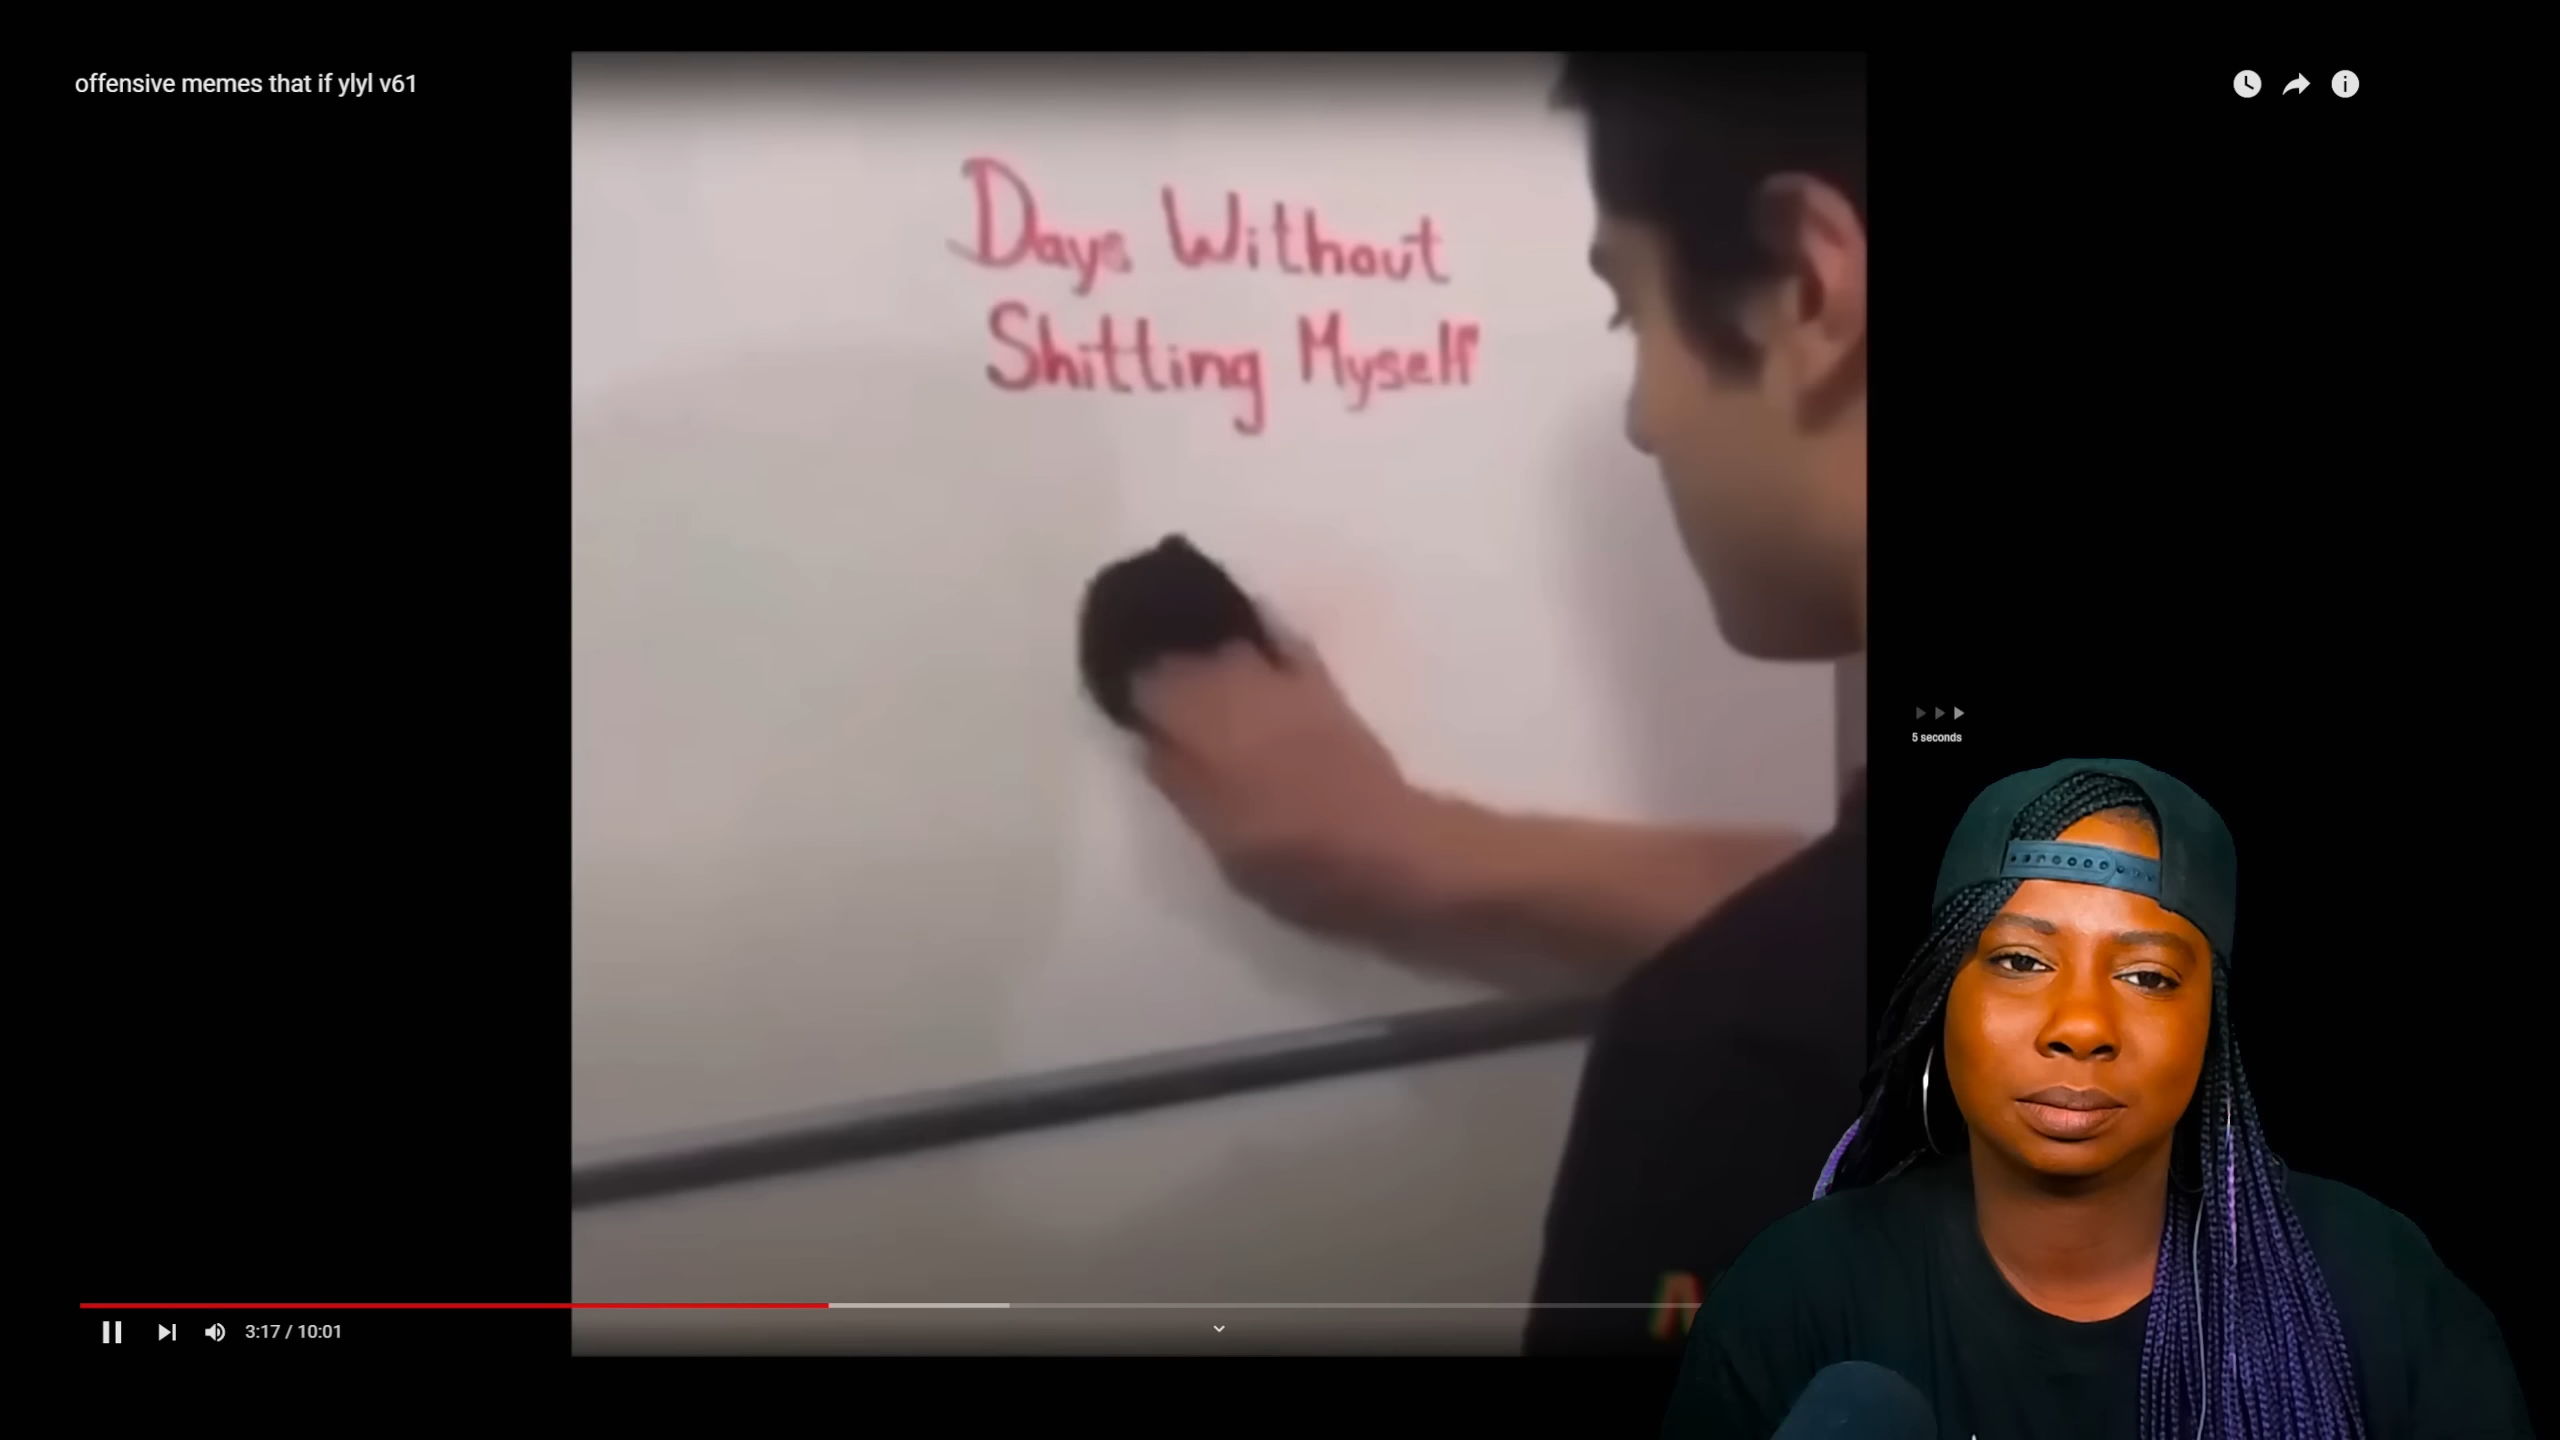 offensive memes that if ylyl v61
Days Without
Shitting Myself
5 seconds
3:17 / 10:01